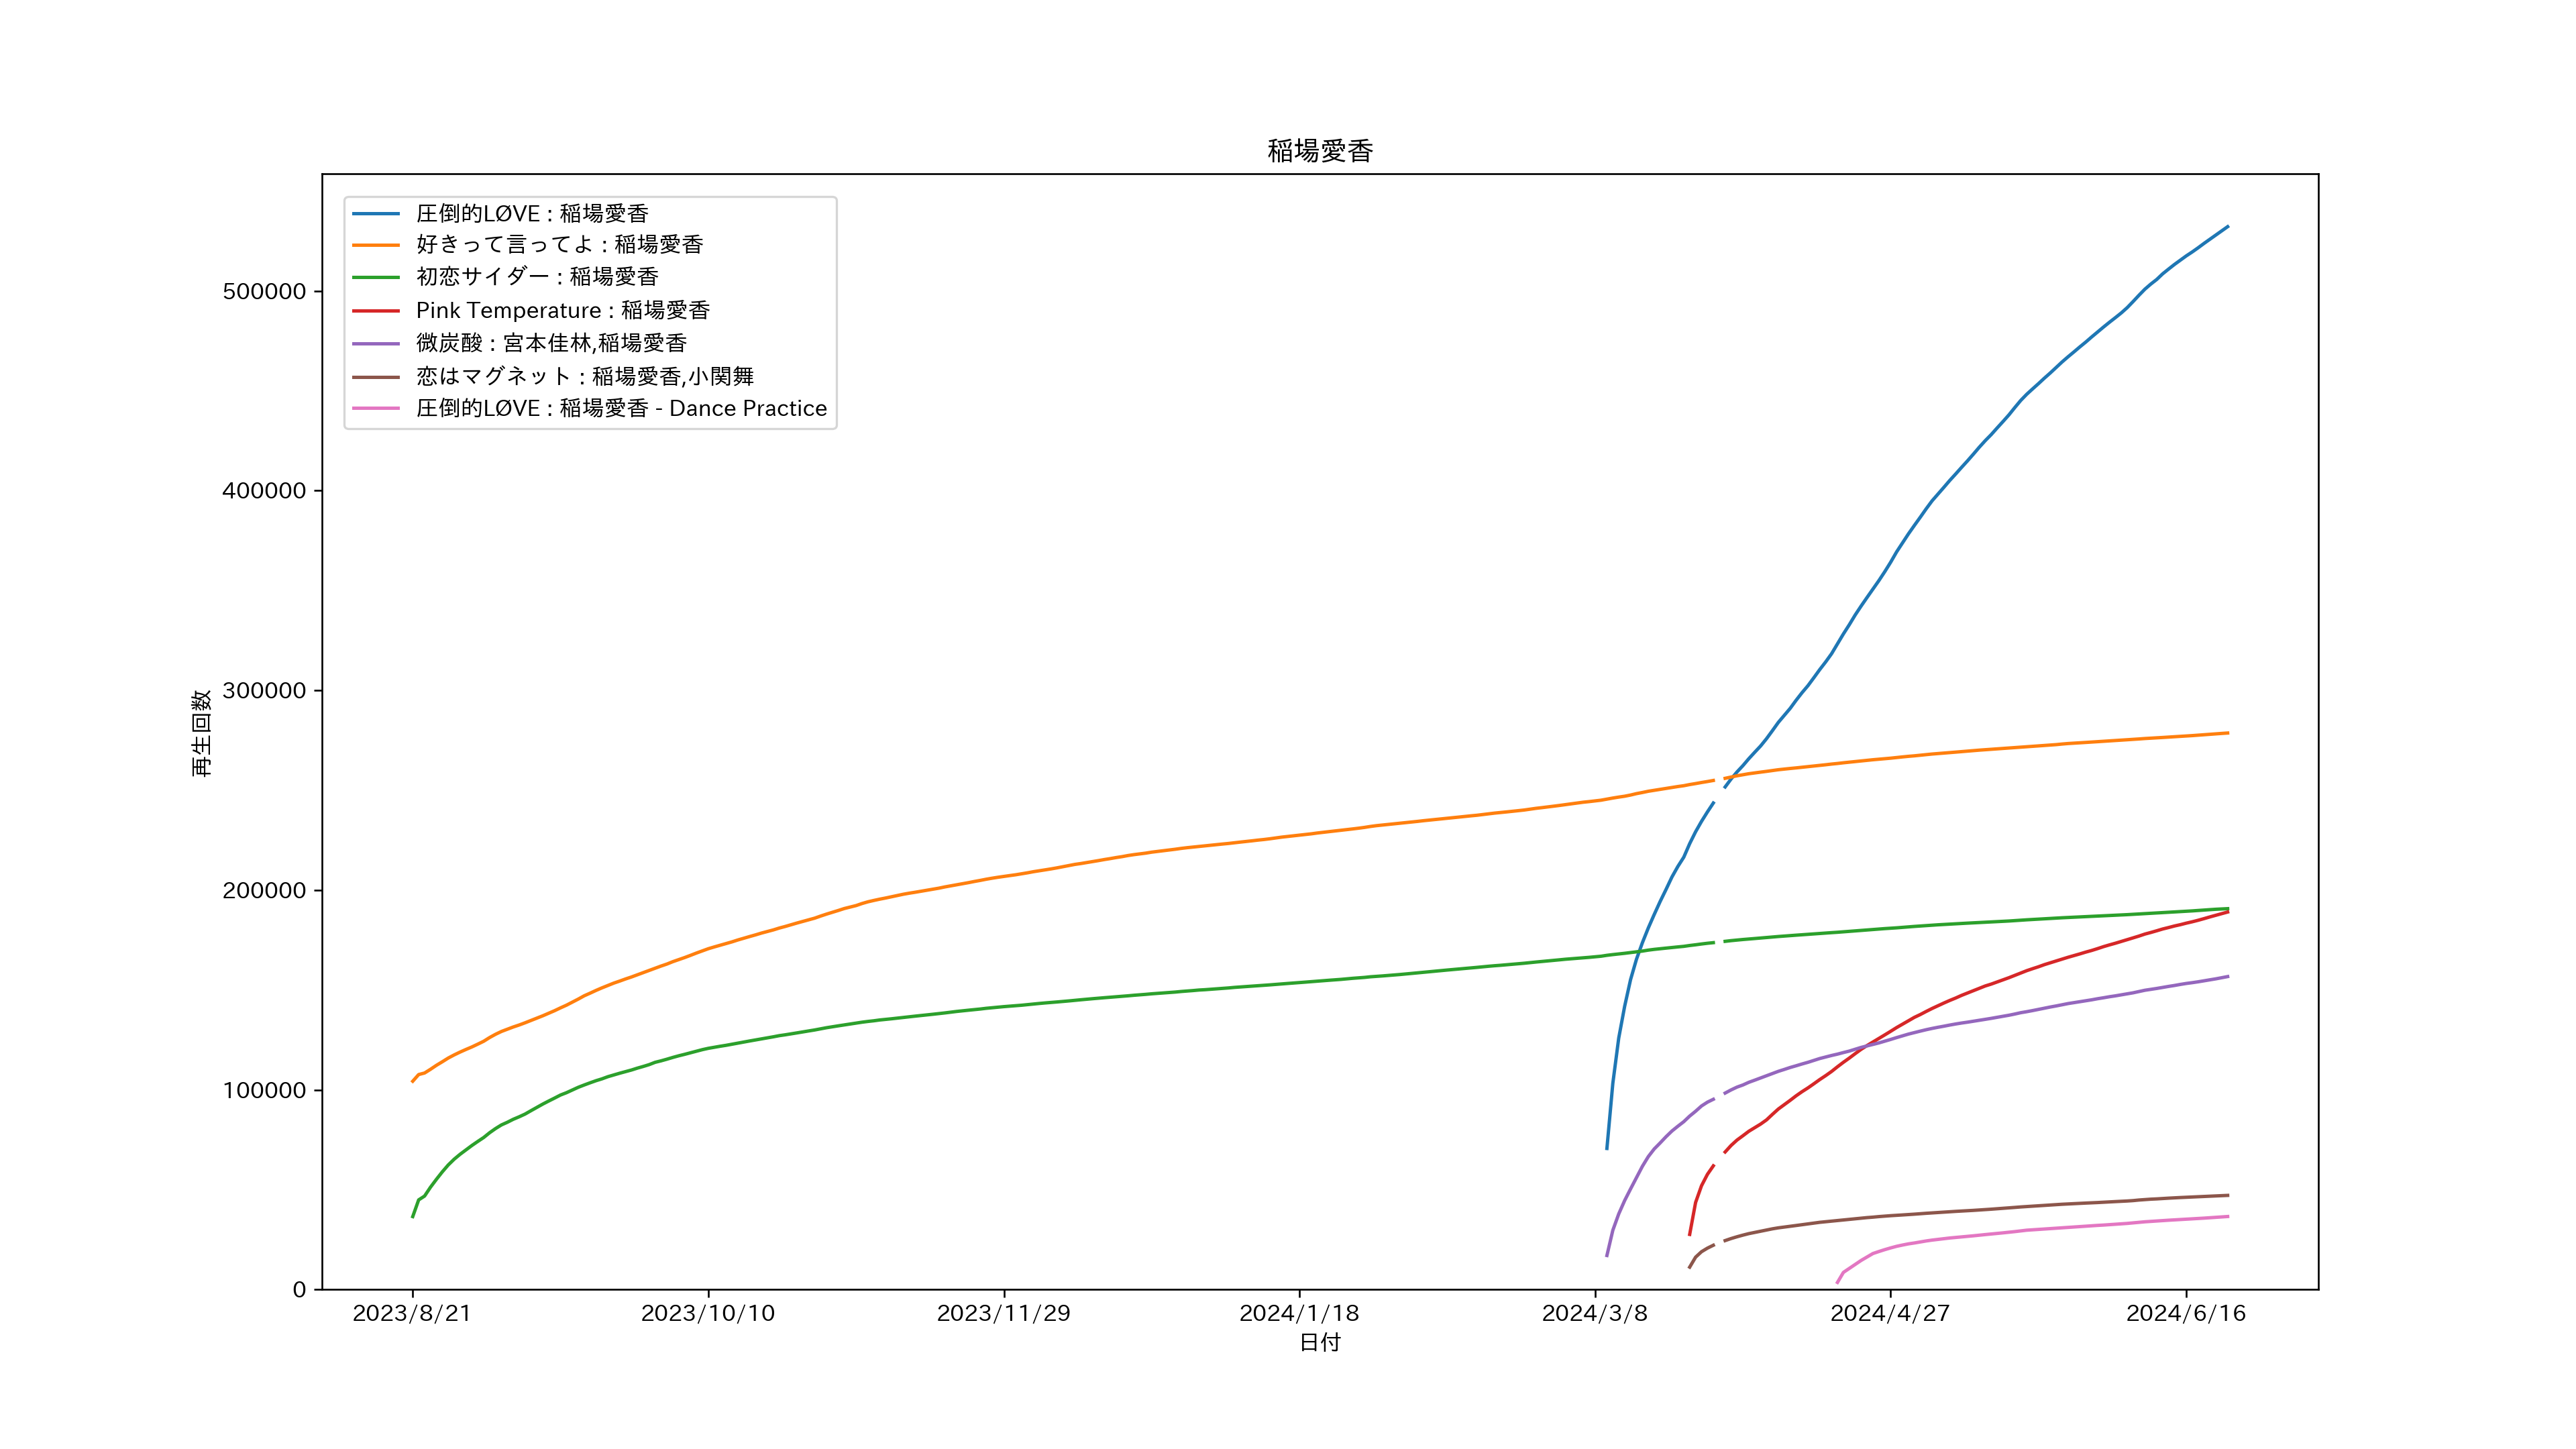 稲場愛香
圧倒的LØVE : 稲場愛香
好きって言ってよ : 稲場愛香
初恋サイダー : 稲場愛香
Pink Temperature : 稲場愛香
微炭酸 : 宮本佳林,稲場愛香
恋はマグネット : 稲場愛香,小関舞
圧倒的LØVE : 稲場愛香 - Dance Practice
500000
400000
300000
200000
100000
0
再生回数
2023/8/21 2023/10/10 2023/11/29 2024/1/18 2024/3/8 2024/4/27 2024/6/16
日付